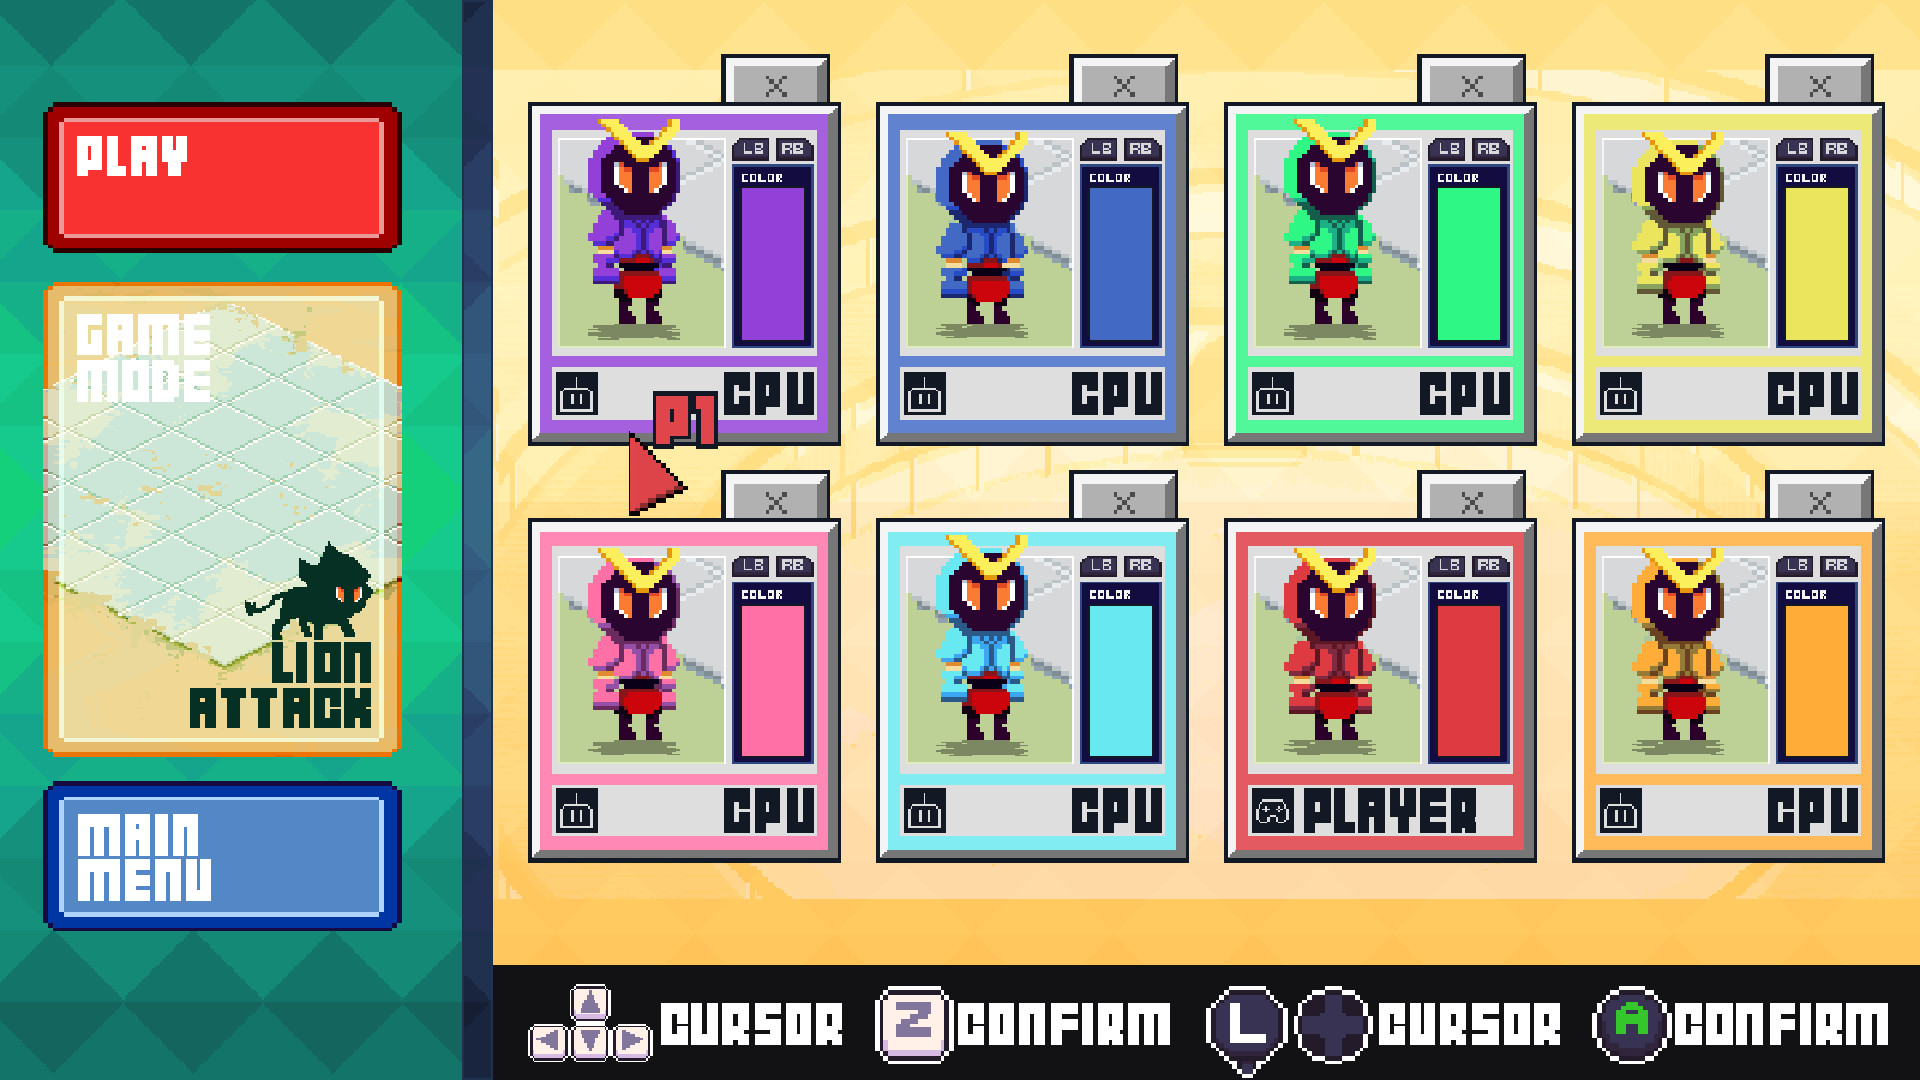 PLAY
GAME
MODE
LION
ATTACK
MAIN
MENU
X
LB RB
COLOR
CPU
X
LB RB
COLOR
CPU
X
LB RB
COLOR
CPU
X
LB RB
COLOR
CPU
P1
X
LB RB
COLOR
CPU
X
LB RB
COLOR
CPU
X
LB RB
COLOR
PLAYER
X
LB RB
COLOR
CPU
CURSOR Z CONFIRM L CURSOR A CONFIRM